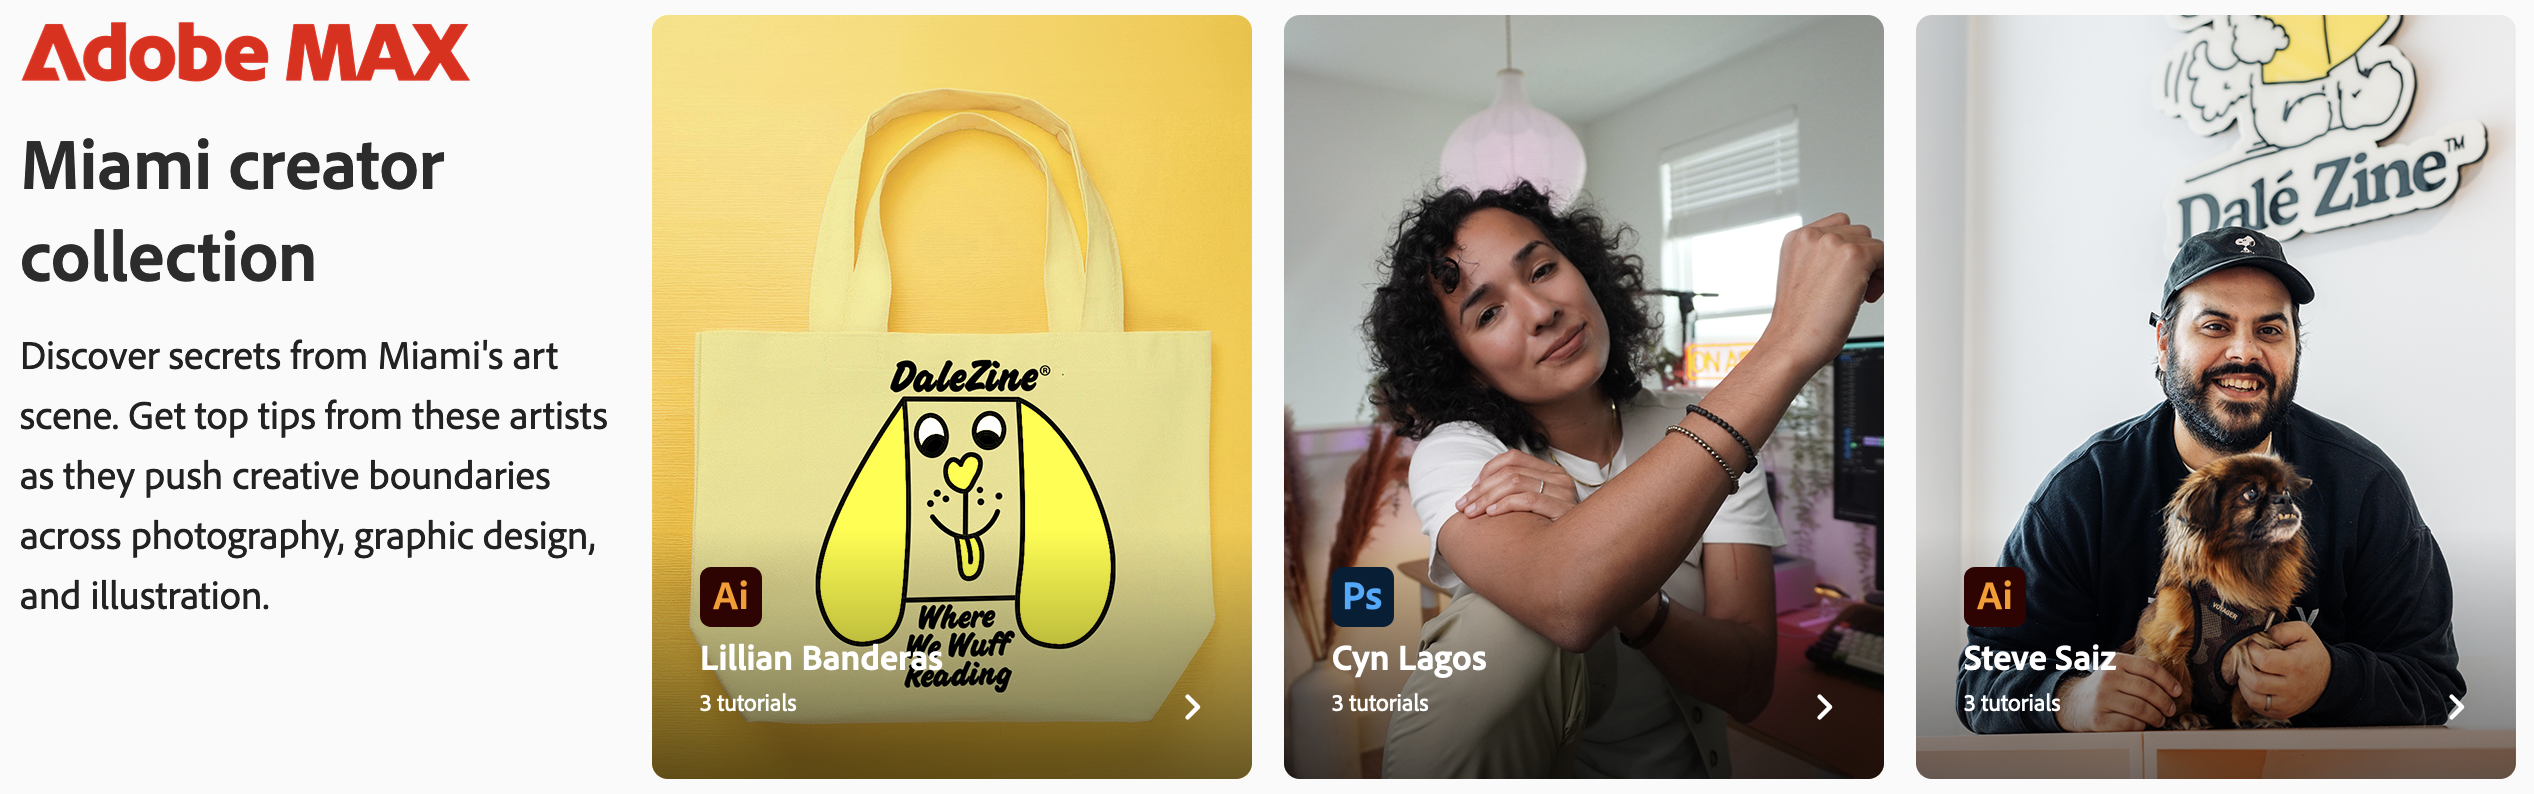 Adobe MAX
Miami creator
collection
Discover secrets from Miami's art
scene. Get top tips from these artists
as they push creative boundaries
across photography, graphic design,
and illustration.
DaleZine®
Where
We Wuff
Reading
Ai
Lillian Banderas
3 tutorials
ON A
Ps
Cyn Lagos
3 tutorials
Dalé Zine™
VOYAGER
Ai
Steve Saiz
3 tutorials